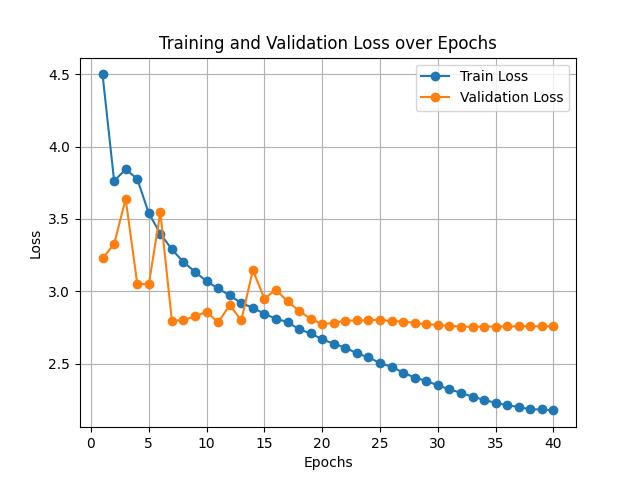 Training and Validation Loss over Epochs
Train Loss
Validation Loss
4.5
4.0
3.5
3.0
2.5
Loss
0 5 10 15 20 25 30 35 40
Epochs